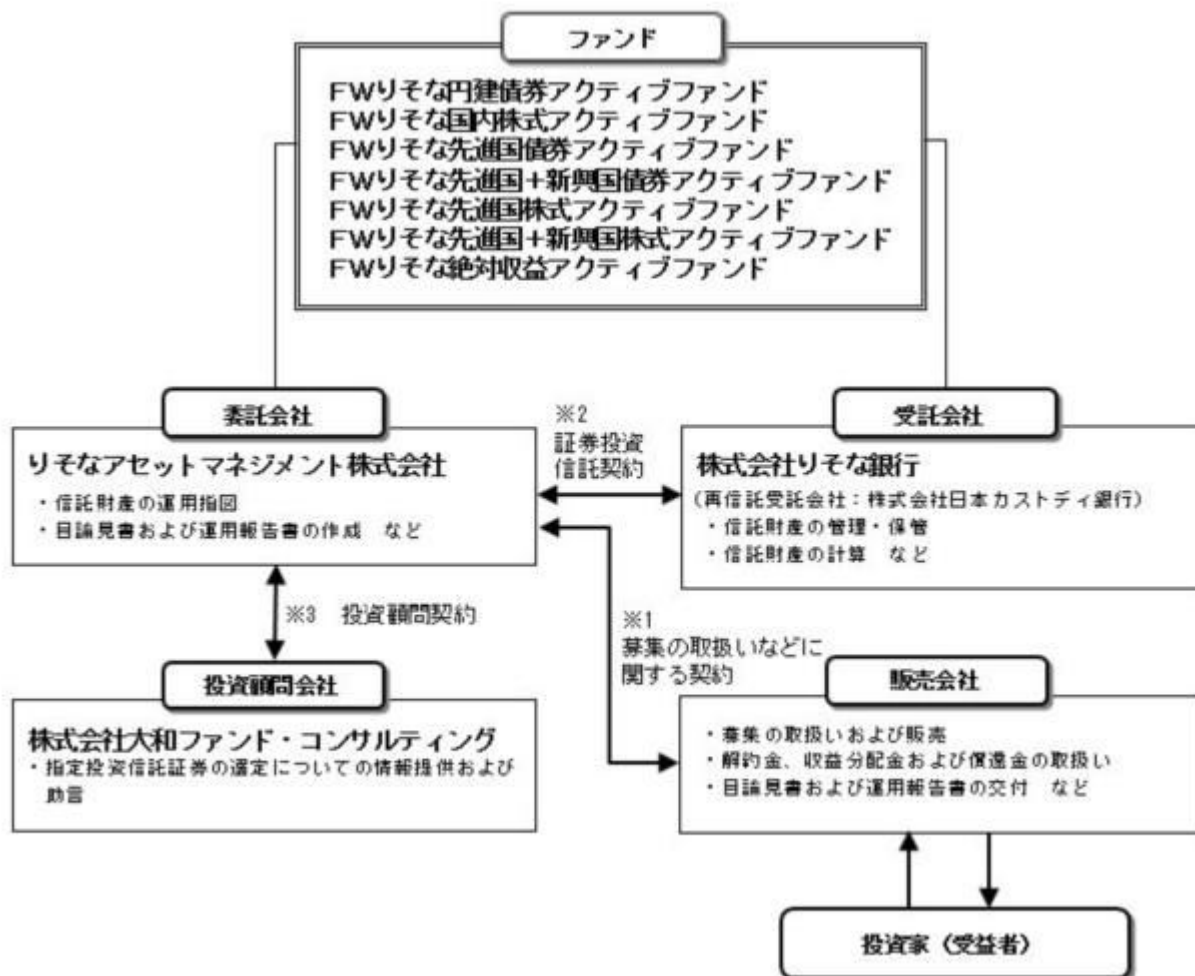 ファンド
FWりそな円建債券アクティブファンド
FWりそな国内株式アクティブファンド
FWりそな先進国債券アクティブファンド
FWりそな先進国+新興国債券アクティブファンド
FWりそな先進国株式アクティブファンド
FWりそな先進国+新興国株式アクティブファンド
FWりそな絶対収益アクティブファンド
委託会社
りそなアセットマネジメント株式会社
・信託財産の運用指図
・目論見書および運用報告書の作成 など
※2
証券投資
信託契約
受託会社
株式会社りそな銀行
(再信託受託会社:株式会社日本カストディ銀行)
・信託財産の管理・保管
・信託財産の計算 など
※3 投資顧問契約
※1
募集の取扱いなどに
関する契約
投資顧問会社
株式会社大和ファンド・コンサルティング
・指定投資信託証券の選定についての情報提供および
助言
販売会社
・募集の取扱いおよび販売
・解約金、収益分配金および償還金の取扱い
・目論見書および運用報告書の交付 など
投資家(受益者)